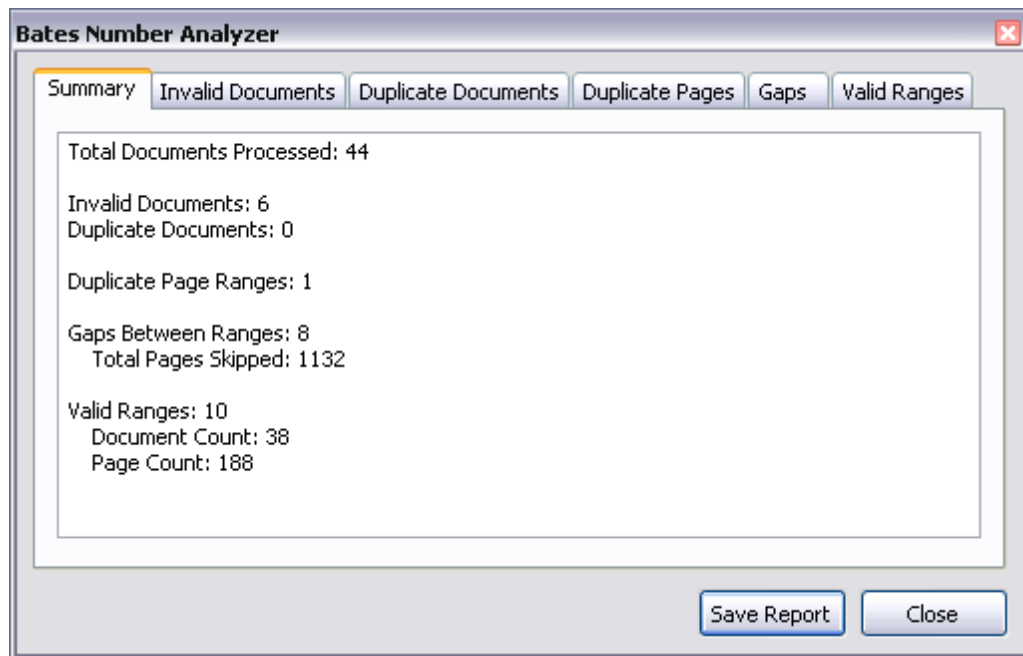 Bates Number Analyzer
Summary Invalid Documents Duplicate Documents Duplicate Pages Gaps Valid Ranges
Total Documents Processed: 44
Invalid Documents: 6
Duplicate Documents: 0
Duplicate Page Ranges: 1
Gaps Between Ranges: 8
Total Pages Skipped: 1132
Valid Ranges: 10
Document Count: 38
Page Count: 188
Save Report Close